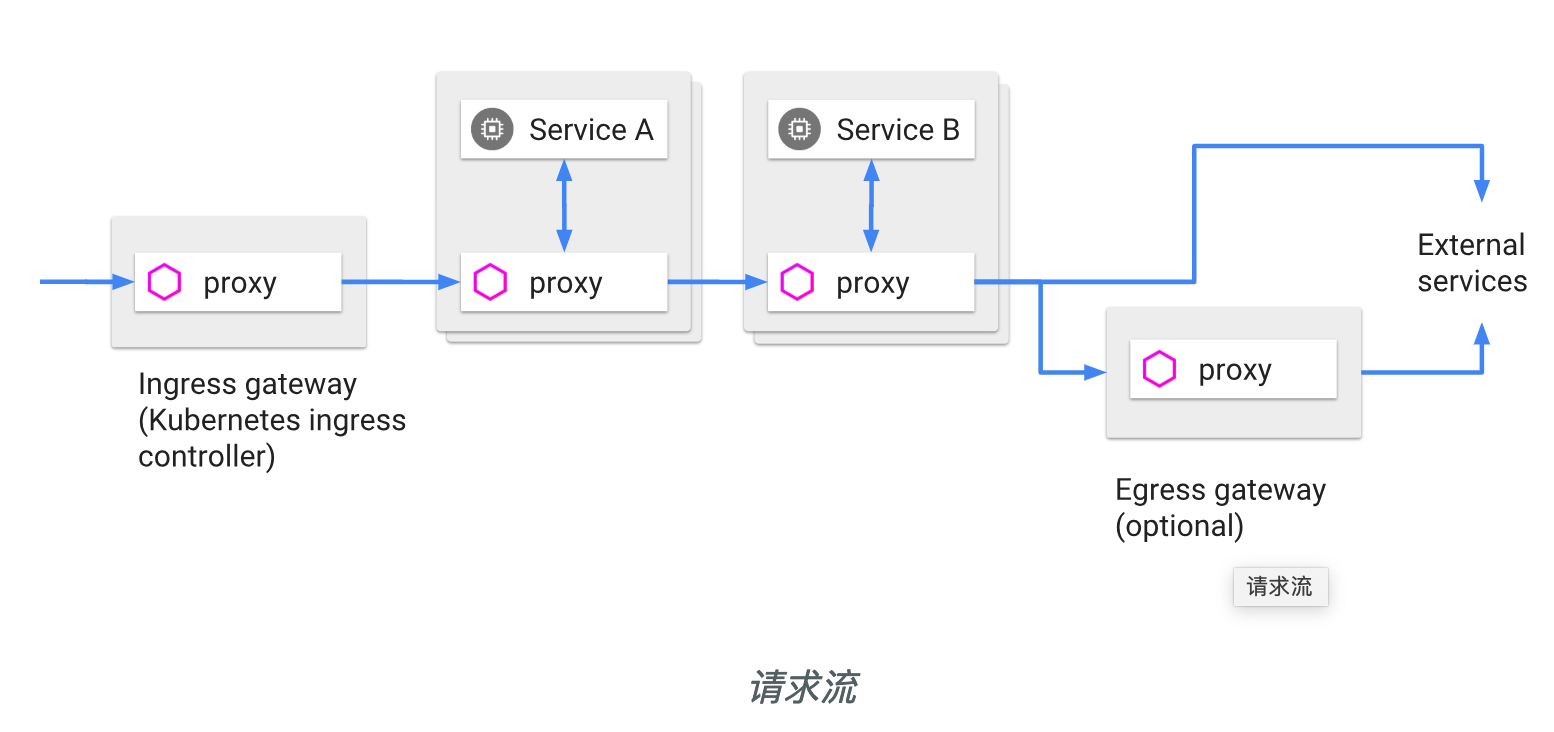 Service A
Service B
proxy
proxy
proxy
External
services
proxy
Ingress gateway
(Kubernetes ingress
controller)
Egress gateway
(optional)
请求流
请求流